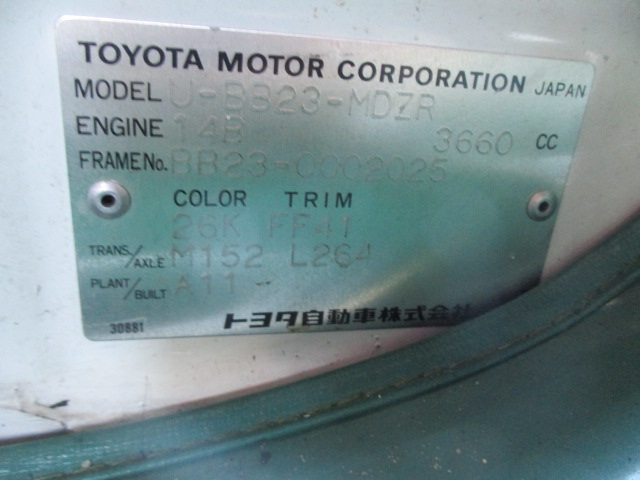 TOYOTA MOTOR CORPORATION JAPAN
MODEL U-BB23-MDZR
ENGINE 14B 3660 CC
FRAME No. BB23-0002025
COLOR TRIM
26K FF41
TRANS/AXLE M152 L264
PLANT/BUILT A11
30881 トヨタ自動車株式会社